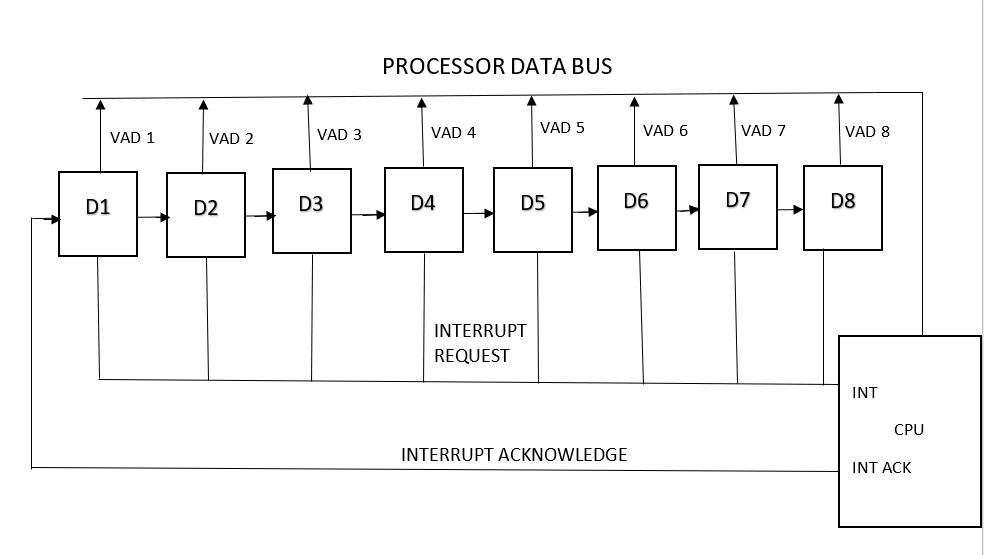 PROCESSOR DATA BUS
VAD 1
VAD 2
VAD 3
VAD 4
VAD 5
VAD 6
VAD 7
VAD 8
D1
D2
D3
D4
D5
D6
D7
D8
INTERRUPT
REQUEST
INT
CPU
INTERRUPT ACKNOWLEDGE
INT ACK